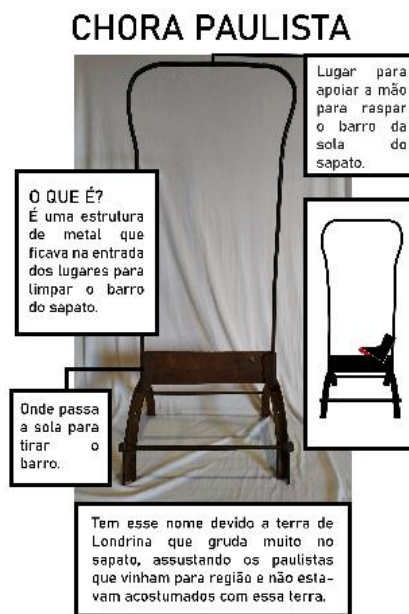 CHORA PAULISTA
Lugar para
apoiar a mão
para raspar
o barro da
sola do
sapato.
O QUE É?
É uma estrutura
de metal que
ficava na entrada
dos lugares para
limpar o barro
do sapato.
Onde passa
a sola para
tirar o
barro.
Tem esse nome devido a terra de
Londrina que gruda muito no
sapato, assustando os paulistas
que vinham para região e não esta-
vam acostumados com essa terra.